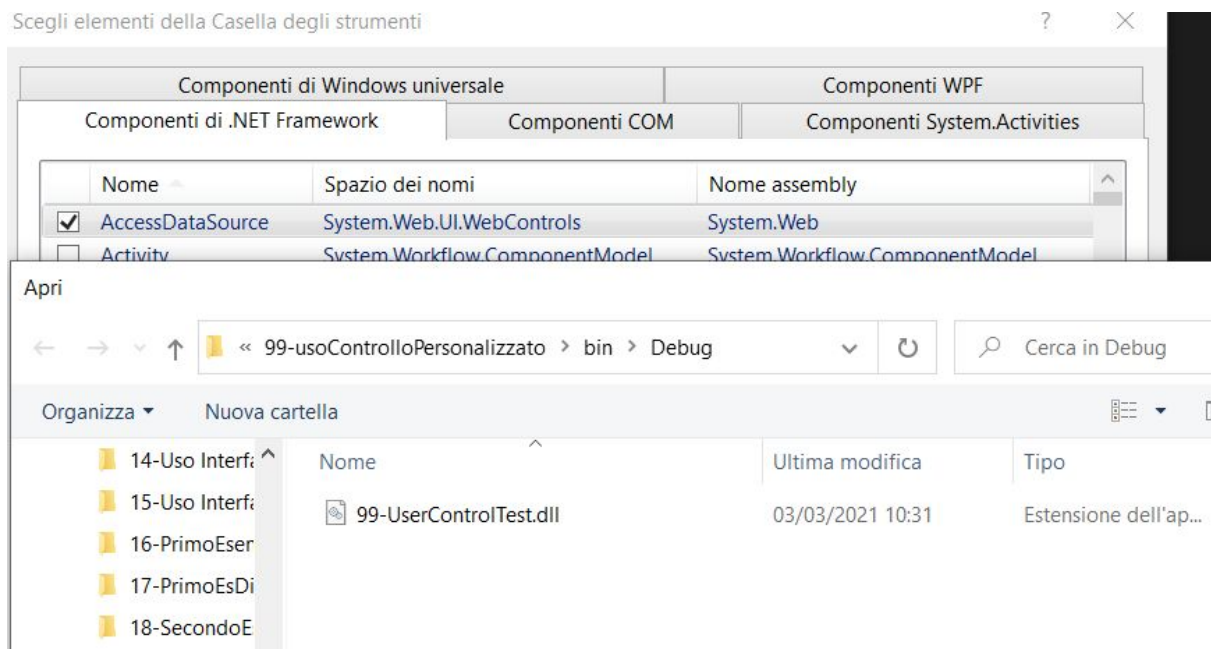 Scegli elementi della Casella degli strumenti ?
Componenti di Windows universale Componenti WPF
Componenti di .NET Framework Componenti COM Componenti System.Activities
Nome Spazio dei nomi Nome assembly
AccessDataSource System.Web.UI.WebControls System.Web
Activity System.Workflow.ComponentModel System.Workflow.ComponentModel
Apri
« 99-usoControlloPersonalizzato > bin > Debug Cerca in Debug
Organizza Nuova cartella
14-Uso Interfa Nome Ultima modifica Tipo
15-Uso Interfa 99-UserControlTest.dll 03/03/2021 10:31 Estensione dell'ap...
16-PrimoEser
17-PrimoEsDi
18-SecondoE